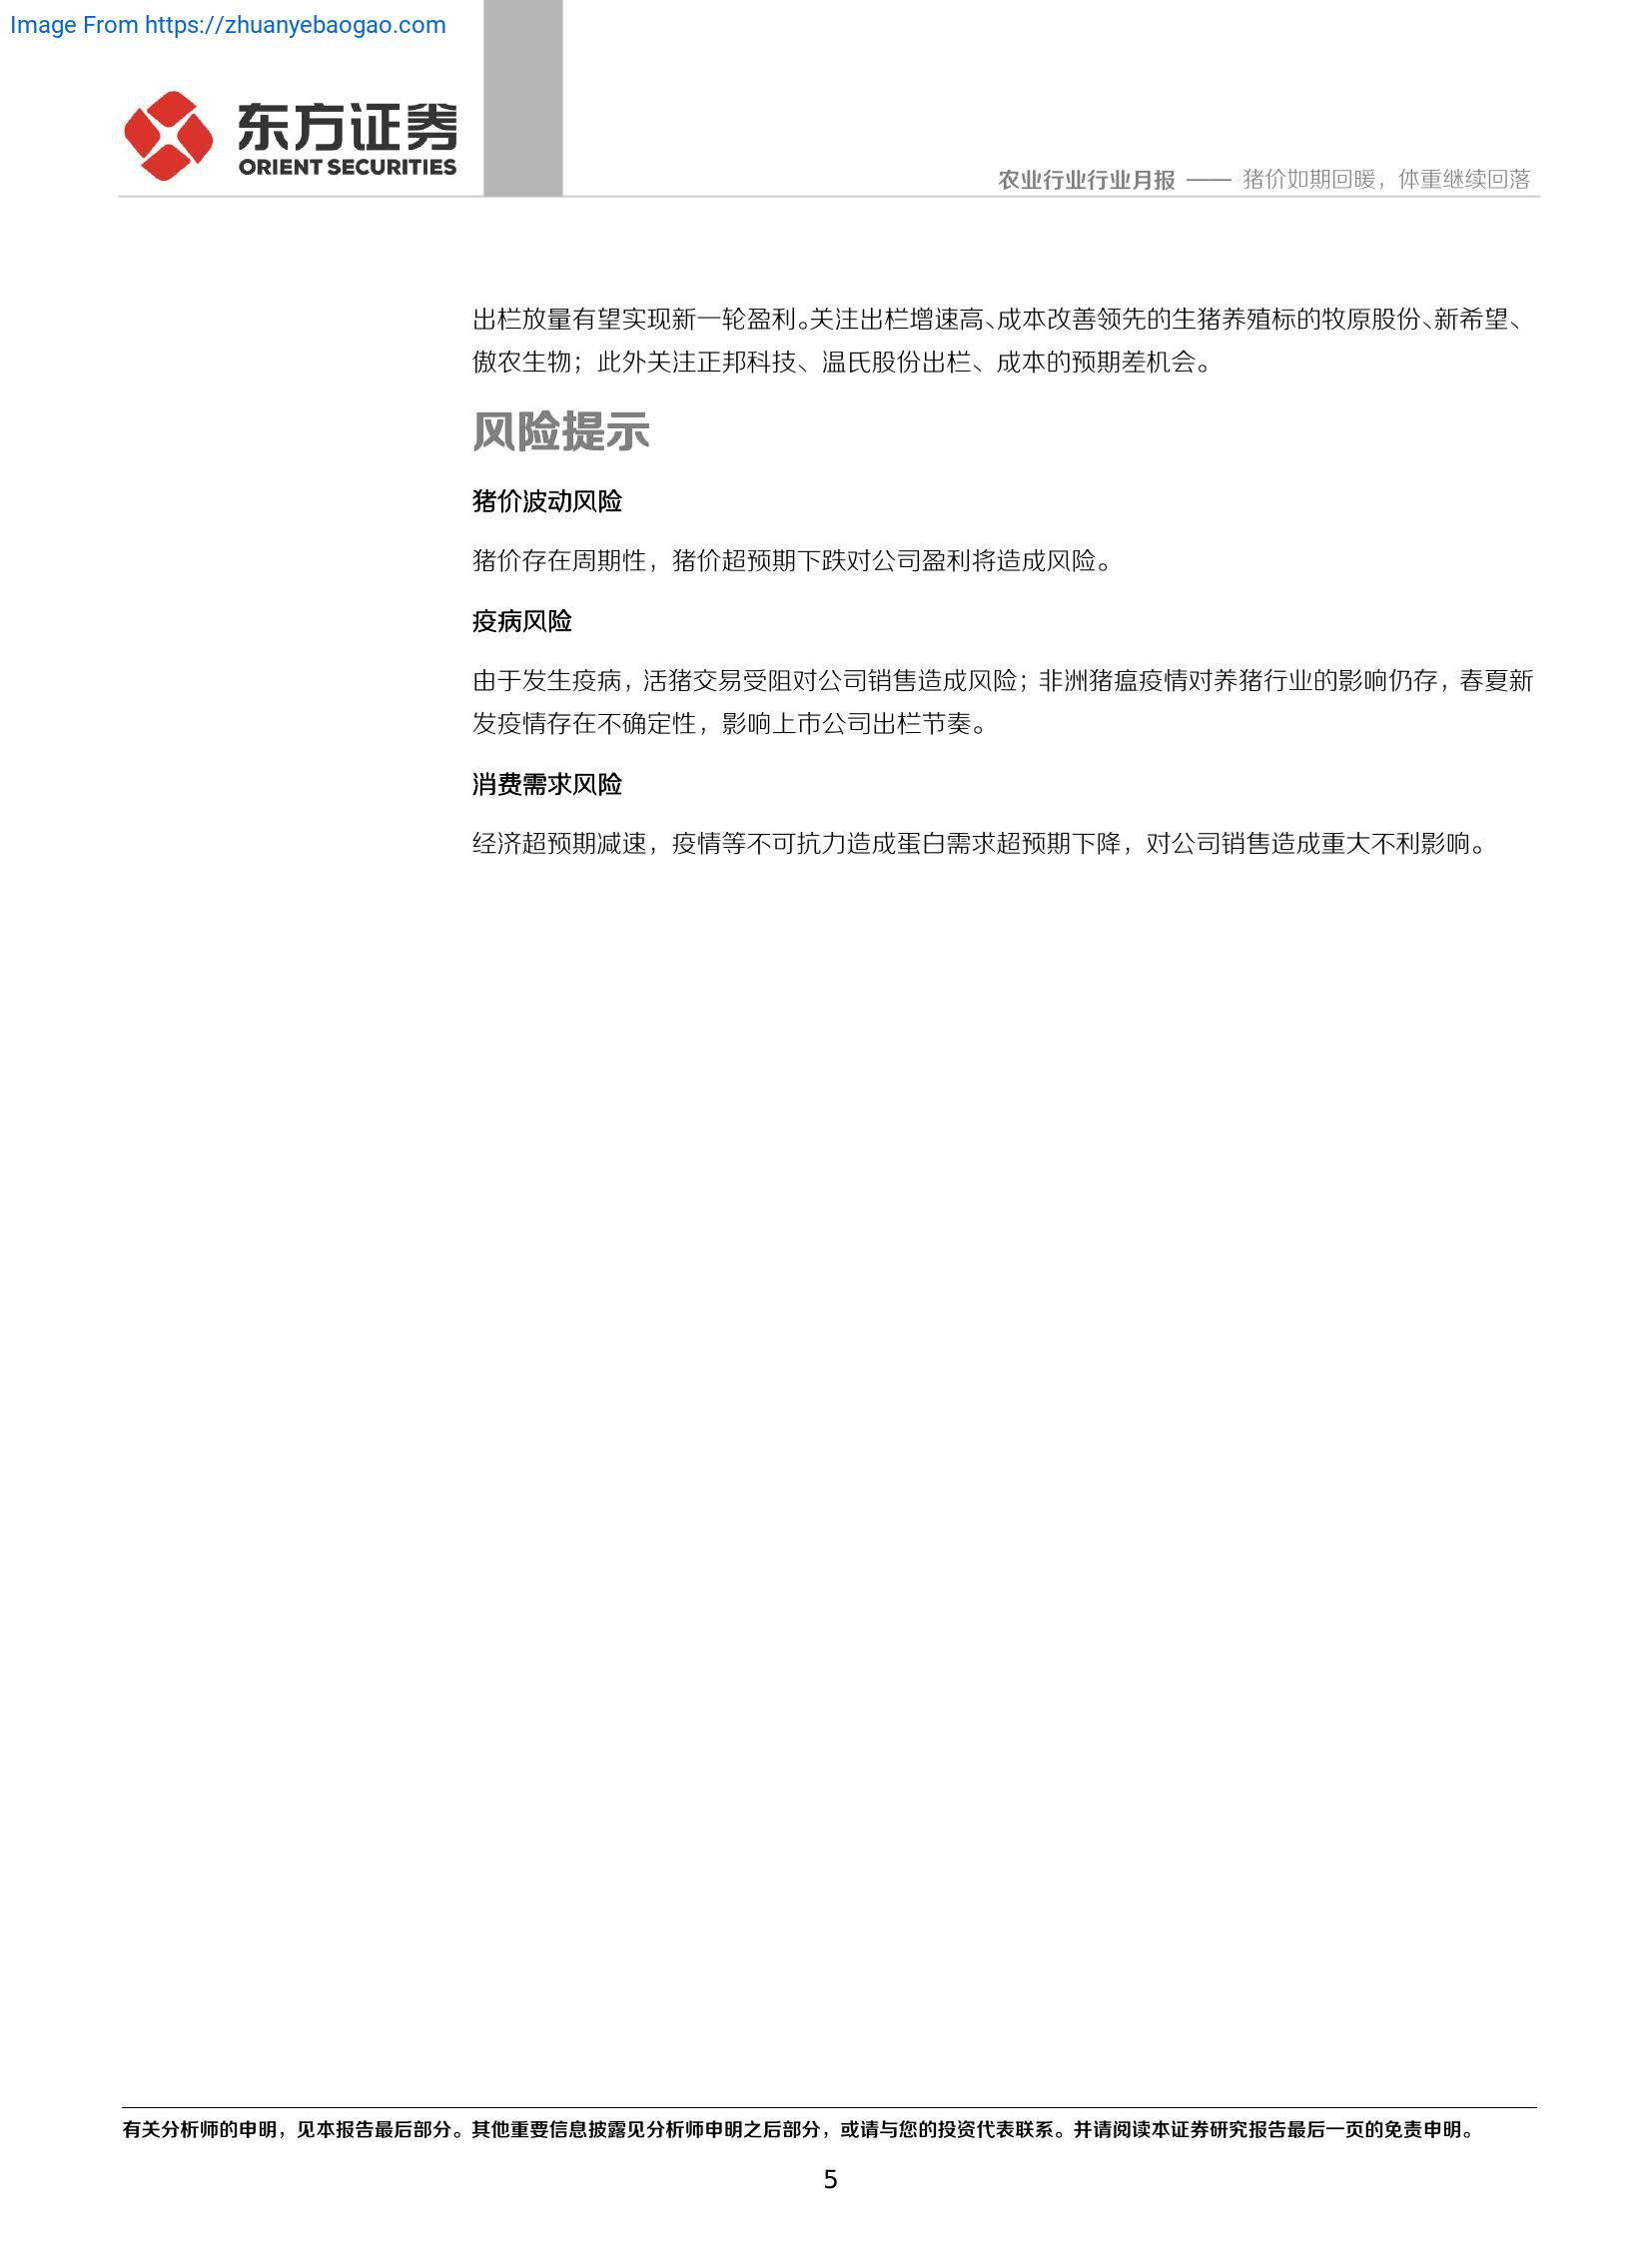 Image From https://zhuanyebaogao.com
东方证券
ORIENT SECURITIES
农业行业行业月报 —— 猪价如期回暖，体重继续回落
出栏放量有望实现新一轮盈利。关注出栏增速高、成本改善领先的生猪养殖标的牧原股份、新希望、
傲农生物；此外关注正邦科技、温氏股份出栏、成本的预期差机会。
风险提示
猪价波动风险
猪价存在周期性，猪价超预期下跌对公司盈利将造成风险。
疫病风险
由于发生疫病，活猪交易受阻对公司销售造成风险；非洲猪瘟疫情对养猪行业的影响仍存，春夏新
发疫情存在不确定性，影响上市公司出栏节奏。
消费需求风险
经济超预期减速，疫情等不可抗力造成蛋白需求超预期下降，对公司销售造成重大不利影响。
有关分析师的申明，见本报告最后部分。其他重要信息披露见分析师申明之后部分，或请与您的投资代表联系。并请阅读本证券研究报告最后一页的免责申明。
5